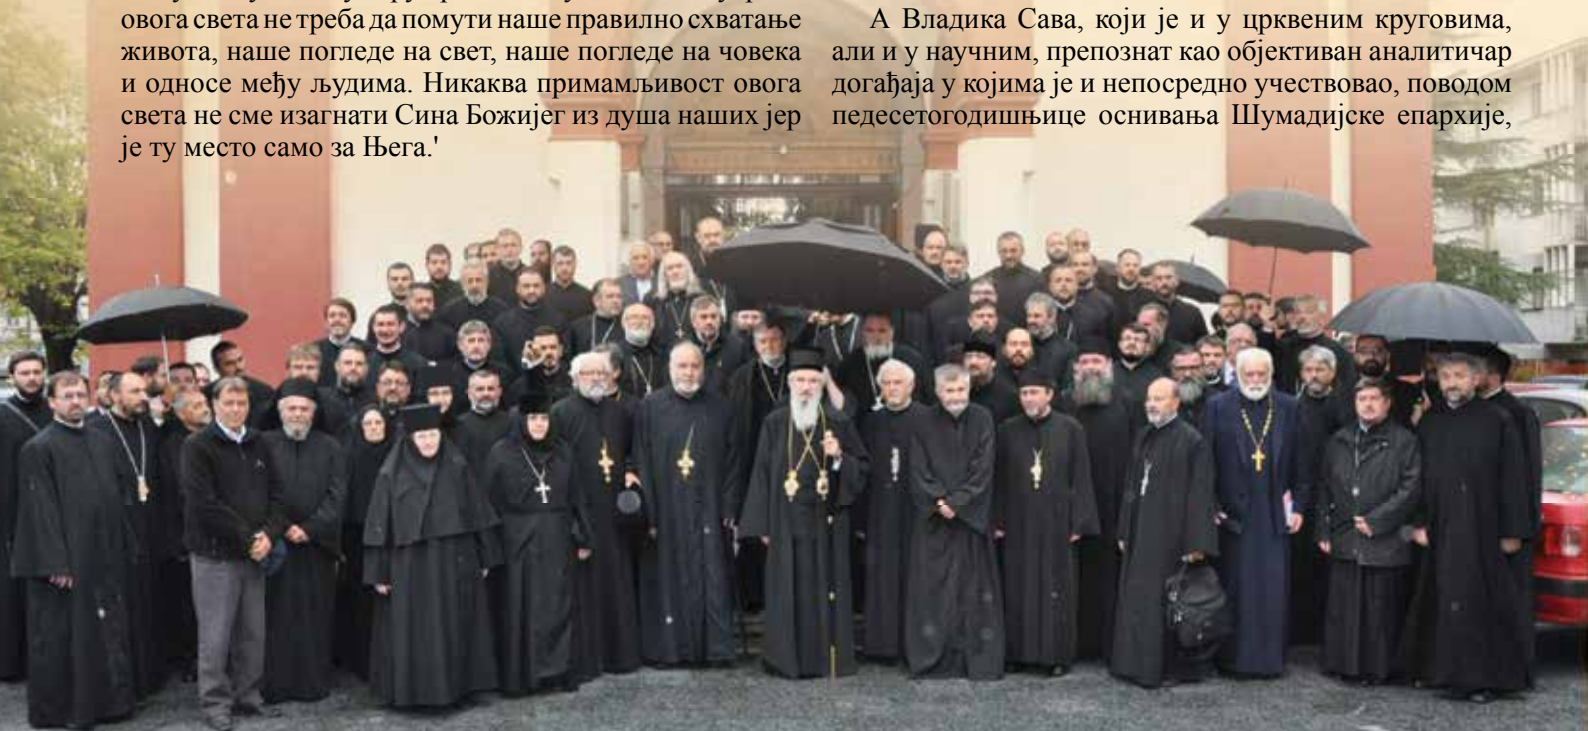 овога света не треба да помути наше правилно схватање
живота, наше погледе на свет, наше погледе на човека
и односе међу људима. Никаква примамљивост овога
света не сме изагнати Сина Божијег из душа наших јер
је ту место само за Њега.'
А Владика Сава, који је и у црквеним круговима,
али и у научним, препознат као објективан аналитичар
догађаја у којима је и непосредно учествовао, поводом
педесетогодишњице оснивања Шумадијске епархије,